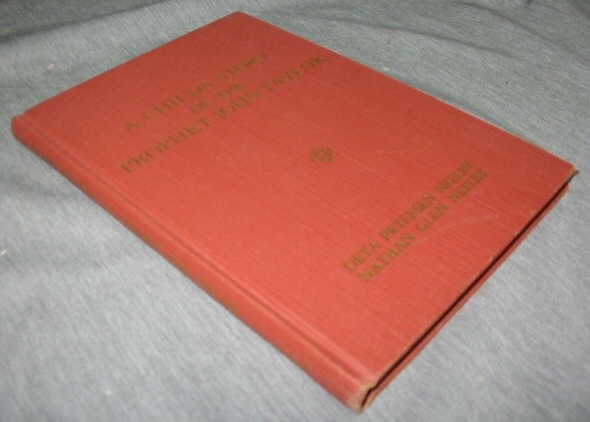 A CHILD'S STORY
OF THE
PROPHET JOHN TAYLOR
DETA PETERSEN NEELEY
NATHAN GLEN NEELEY